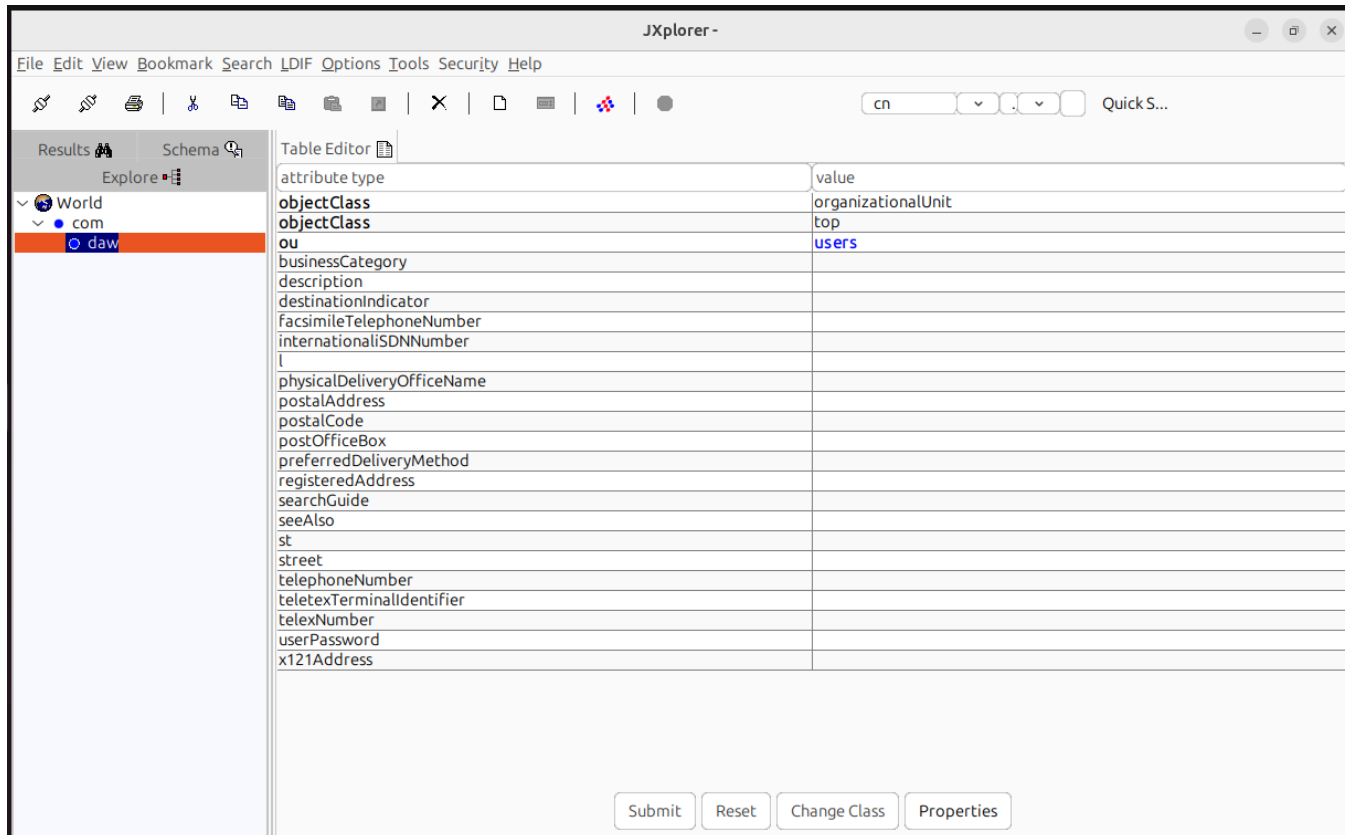 JXplorer -
File Edit View Bookmark Search LDIF Options Tools Security Help
cn
.
Quick S...
Results
Schema
Explore
World
com
daw
Table Editor
attribute type value
objectClass organizationalUnit
objectClass top
ou users
businessCategory
description
destinationIndicator
facsimileTelephoneNumber
internationaliSDNNumber
l
physicalDeliveryOfficeName
postalAddress
postalCode
postOfficeBox
preferredDeliveryMethod
registeredAddress
searchGuide
seeAlso
st
street
telephoneNumber
teletexTerminalIdentifier
telexNumber
userPassword
x121Address
Submit Reset Change Class Properties